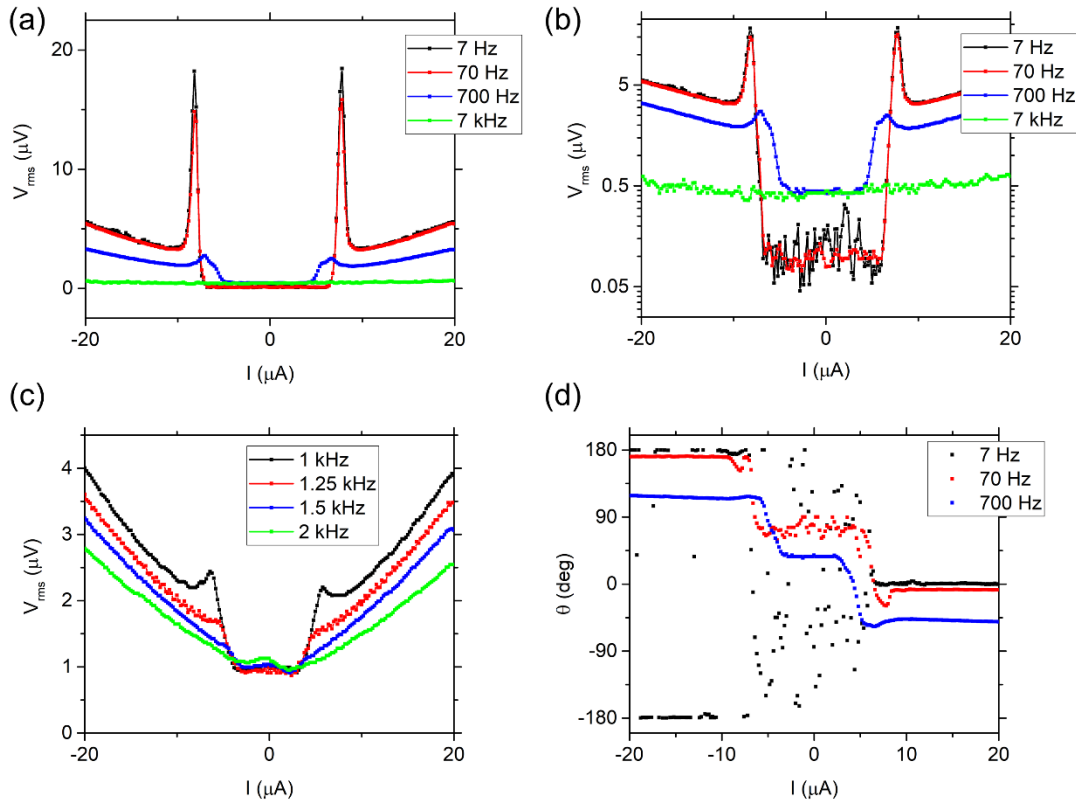 (a)
20
10
0
V_rms (μV)
-20
0
20
I (μA)
7 Hz
70 Hz
700 Hz
7 kHz
(b)
5
0.5
0.05
V_rms (μV)
-20
0
20
I (μA)
7 Hz
70 Hz
700 Hz
7 kHz
(c)
4
3
2
1
0
V_rms (μV)
-20
0
20
I (μA)
1 kHz
1.25 kHz
1.5 kHz
2 kHz
(d)
180
90
0
-90
-180
θ (deg)
-20
-10
0
10
20
I (μA)
7 Hz
70 Hz
700 Hz